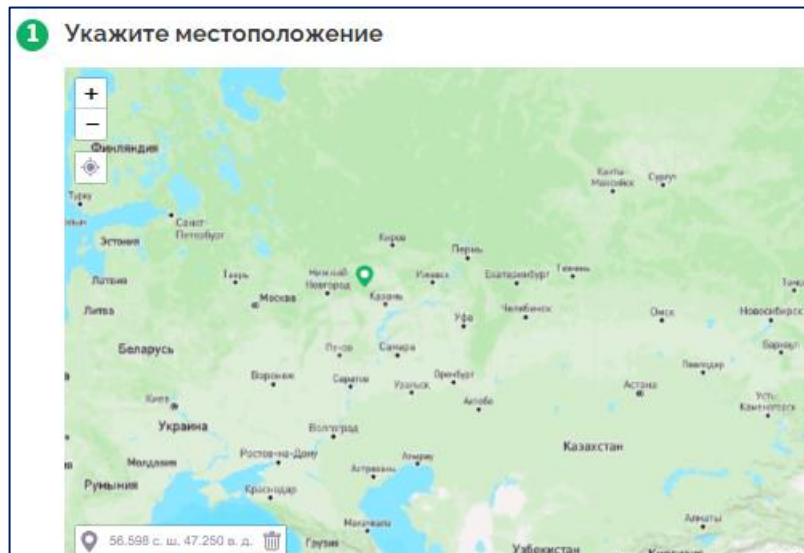 1 Укажите местоположение
+
−
Финляндия
Ханты-
Мансийск
Сургут
Турку
Санкт-
Петербург
Эстония
Киров
Пермь
Латвия
Тверь
Нижний
Новгород
Ижевск
Екатеринбург
Тюмень
Литва
Москва
Казань
Уфа
Челябинск
Омск
Новосибирск
Беларусь
Самара
Барнаул
Воронеж
Саратов
Уральск
Оренбург
Павлодар
Киев
Актобе
Астана
Усть-
Каменогорск
Украина
Волгоград
Казахстан
Молдавия
Ростов-на-Дону
Атырау
Румыния
Астрахань
Краснодар
Махачкала
Алматы
56.598 с. ш. 47.250 в. д.
Грузия
Узбекистан